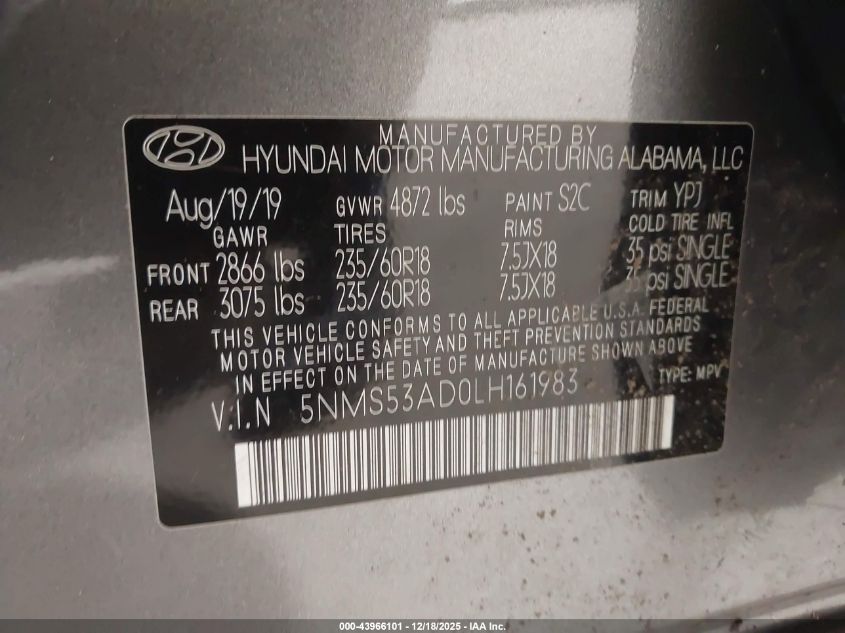 MANUFACTURED BY
HYUNDAI MOTOR MANUFACTURING ALABAMA, LLC
Aug/19/19 GVWR 4872 lbs PAINT S2C TRIM YPJ
GAWR TIRES RIMS COLD TIRE INFL
FRONT 2866 lbs 235/60R18 7.5JX18 35 psi SINGLE
REAR 3075 lbs 235/60R18 7.5JX18 35 psi SINGLE
THIS VEHICLE CONFORMS TO ALL APPLICABLE U.S.A. FEDERAL
MOTOR VEHICLE SAFETY AND THEFT PREVENTION STANDARDS
IN EFFECT ON THE DATE OF MANUFACTURE SHOWN ABOVE
V.I.N 5NMS53AD0LH161983 TYPE: MPV
000-43966101 - 12/18/2025 - IAA Inc.